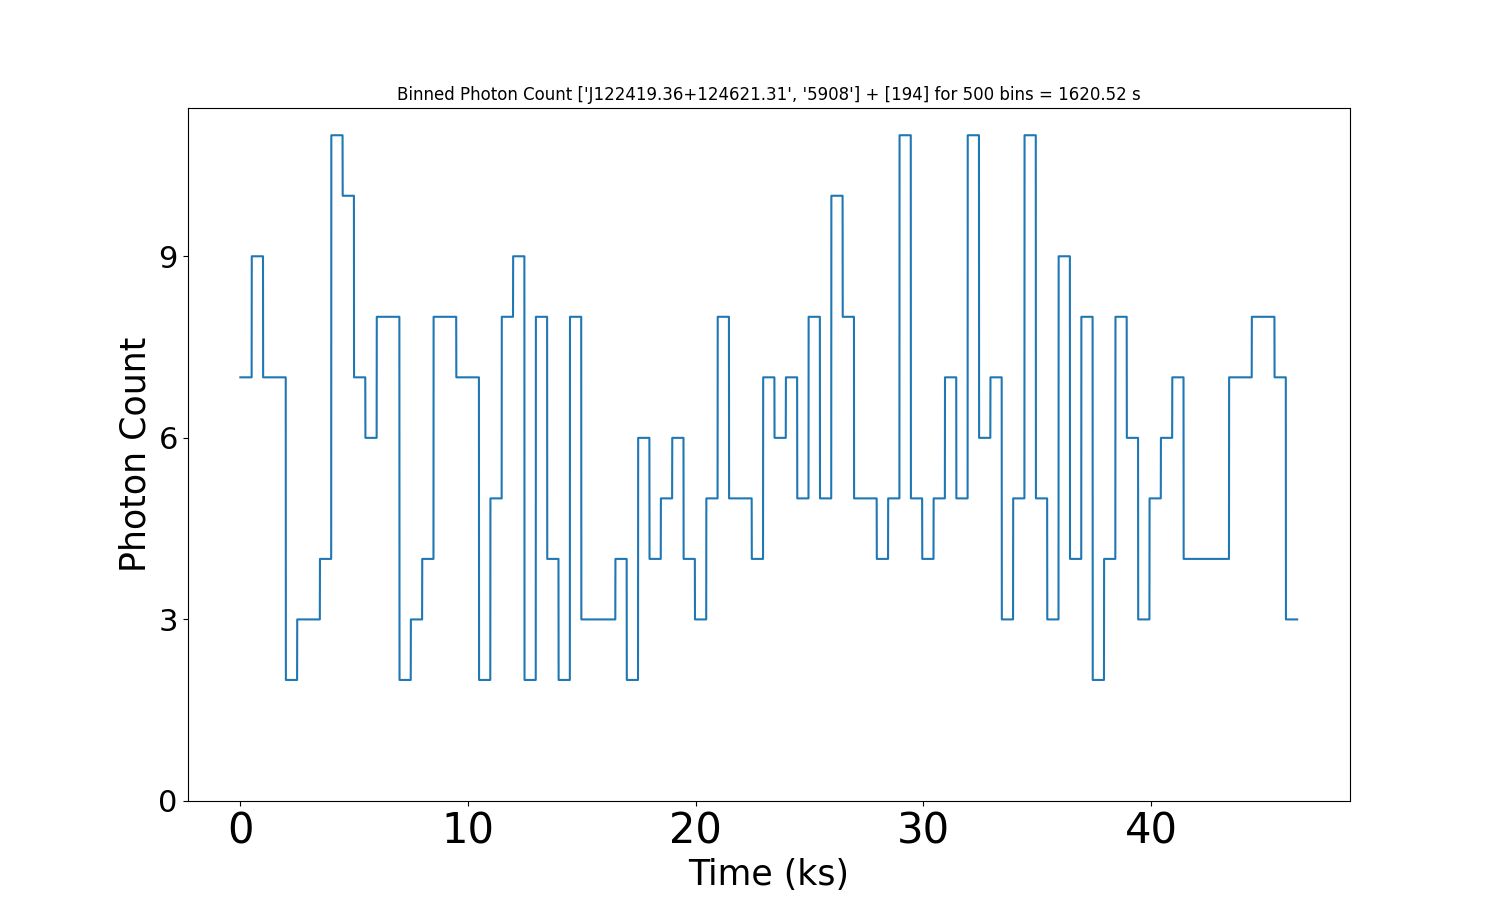 Binned Photon Count ['J122419.36+124621.31', '5908'] + [194] for 500 bins = 1620.52 s
Photon Count
9
6
3
0
0 10 20 30 40
Time (ks)